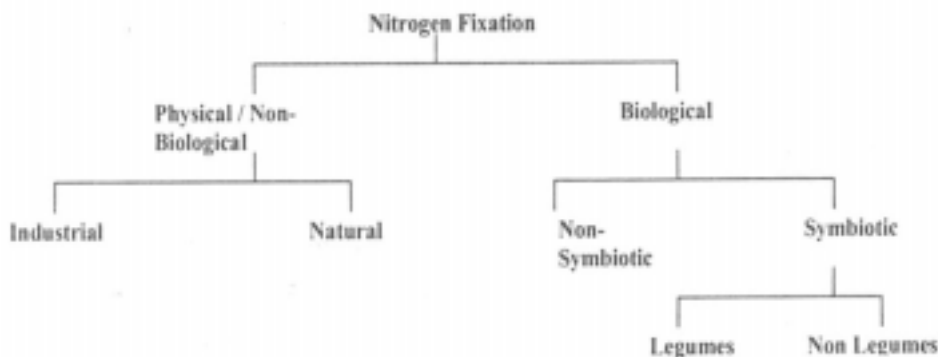 Nitrogen Fixation
Physical / Non-
Biological
Biological
Industrial
Natural
Non-
Symbiotic
Symbiotic
Legumes
Non Legumes